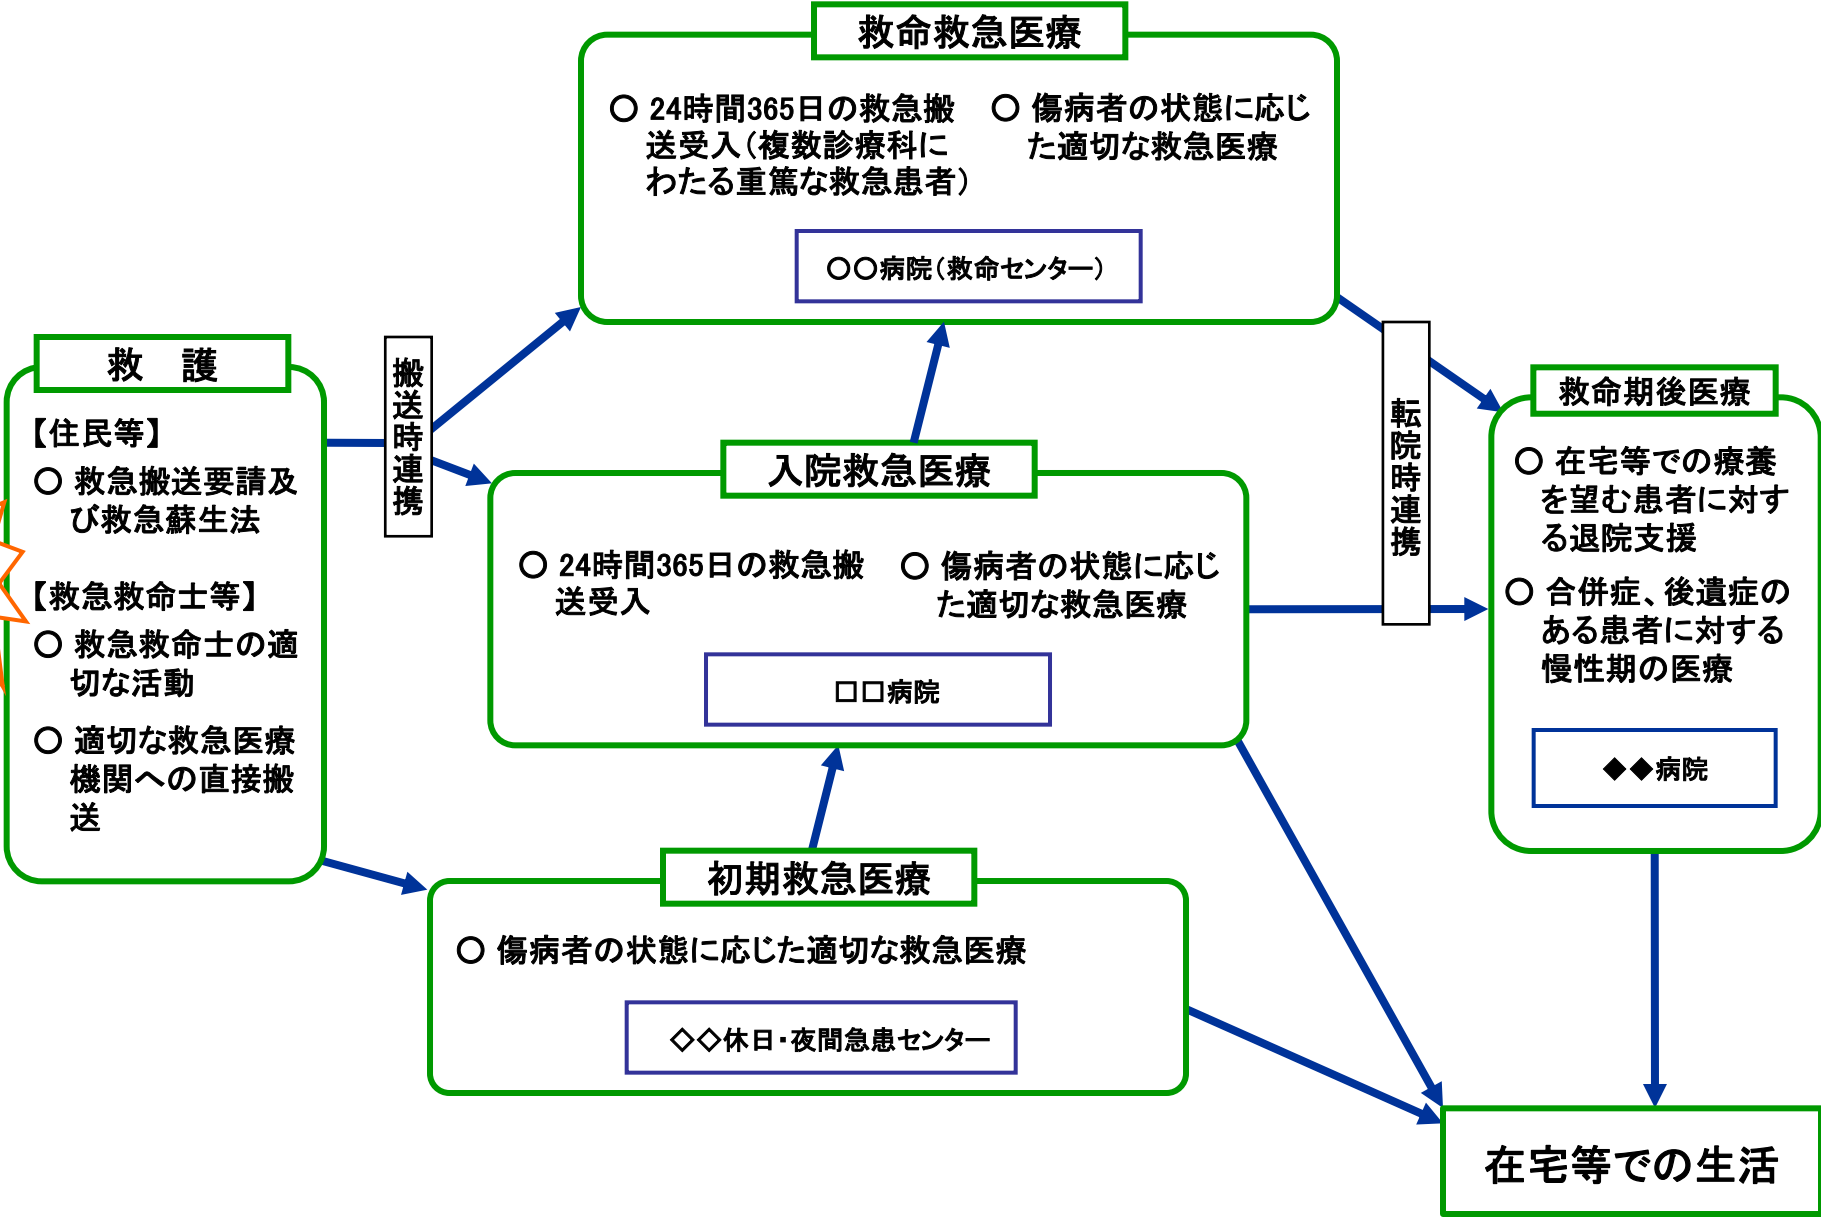 救命救急医療
○ 24時間365日の救急搬
送受入（複数診療科に
わたる重篤な救急患者）
○ 傷病者の状態に応じ
た適切な救急医療
○○病院（救命センター）
救　護
【住民等】
○ 救急搬送要請及
び救急蘇生法
【救急救命士等】
○ 救急救命士の適
切な活動
○ 適切な救急医療
機関への直接搬
送
搬送時連携
入院救急医療
○ 24時間365日の救急搬
送受入
○ 傷病者の状態に応じ
た適切な救急医療
□□病院
転院時連携
救命期後医療
○ 在宅等での療養
を望む患者に対す
る退院支援
○ 合併症、後遺症の
ある患者に対する
慢性期の医療
◆◆病院
初期救急医療
○ 傷病者の状態に応じた適切な救急医療
◇◇休日・夜間急患センター
在宅等での生活